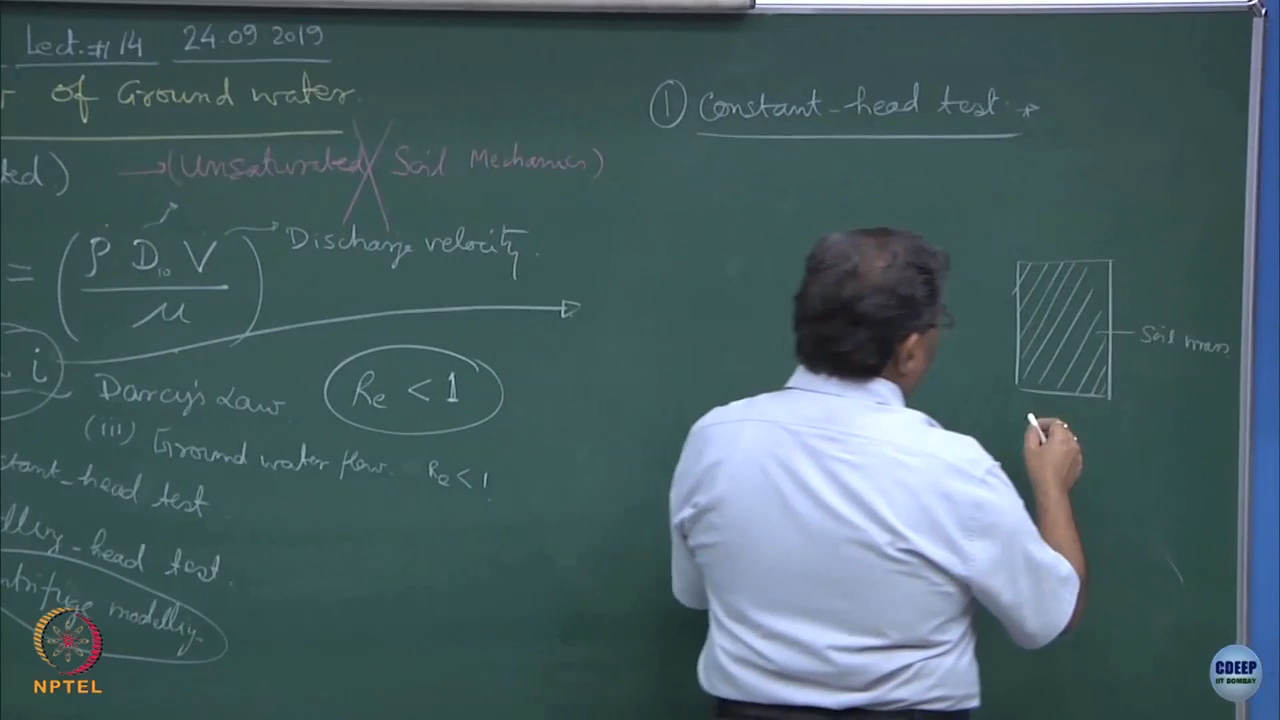 Lect. # 14 24.09 2019
of Ground water
ted.) → (Unsaturated Soil Mechanics)
= (ρ D10 V / μ) → Discharge velocity.
i
Darcy's Law
Re < 1
(iii) Ground water flow. Re < 1
stant-head test
lling-head test.
ntrifuge modelling
① Constant-head test
Soil mass
NPTEL
CDEEP
IIT BOMBAY